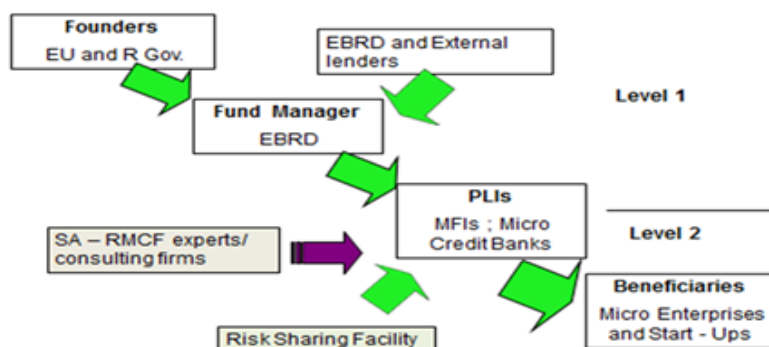 Founders
EU and R Gov.
EBRD and External
lenders
Level 1
Fund Manager
EBRD
PLIs
MFIs ; Micro
Credit Banks
SA – RMCF experts/
consulting firms
Level 2
Beneficiaries
Micro Enterprises
and Start - Ups
Risk Sharing Facility